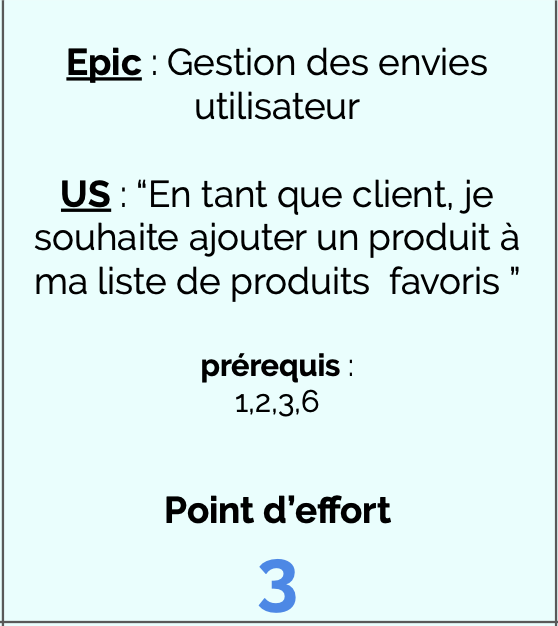 Epic : Gestion des envies
utilisateur
US : “En tant que client, je
souhaite ajouter un produit à
ma liste de produits  favoris ”
prérequis :
1,2,3,6
Point d’effort
3